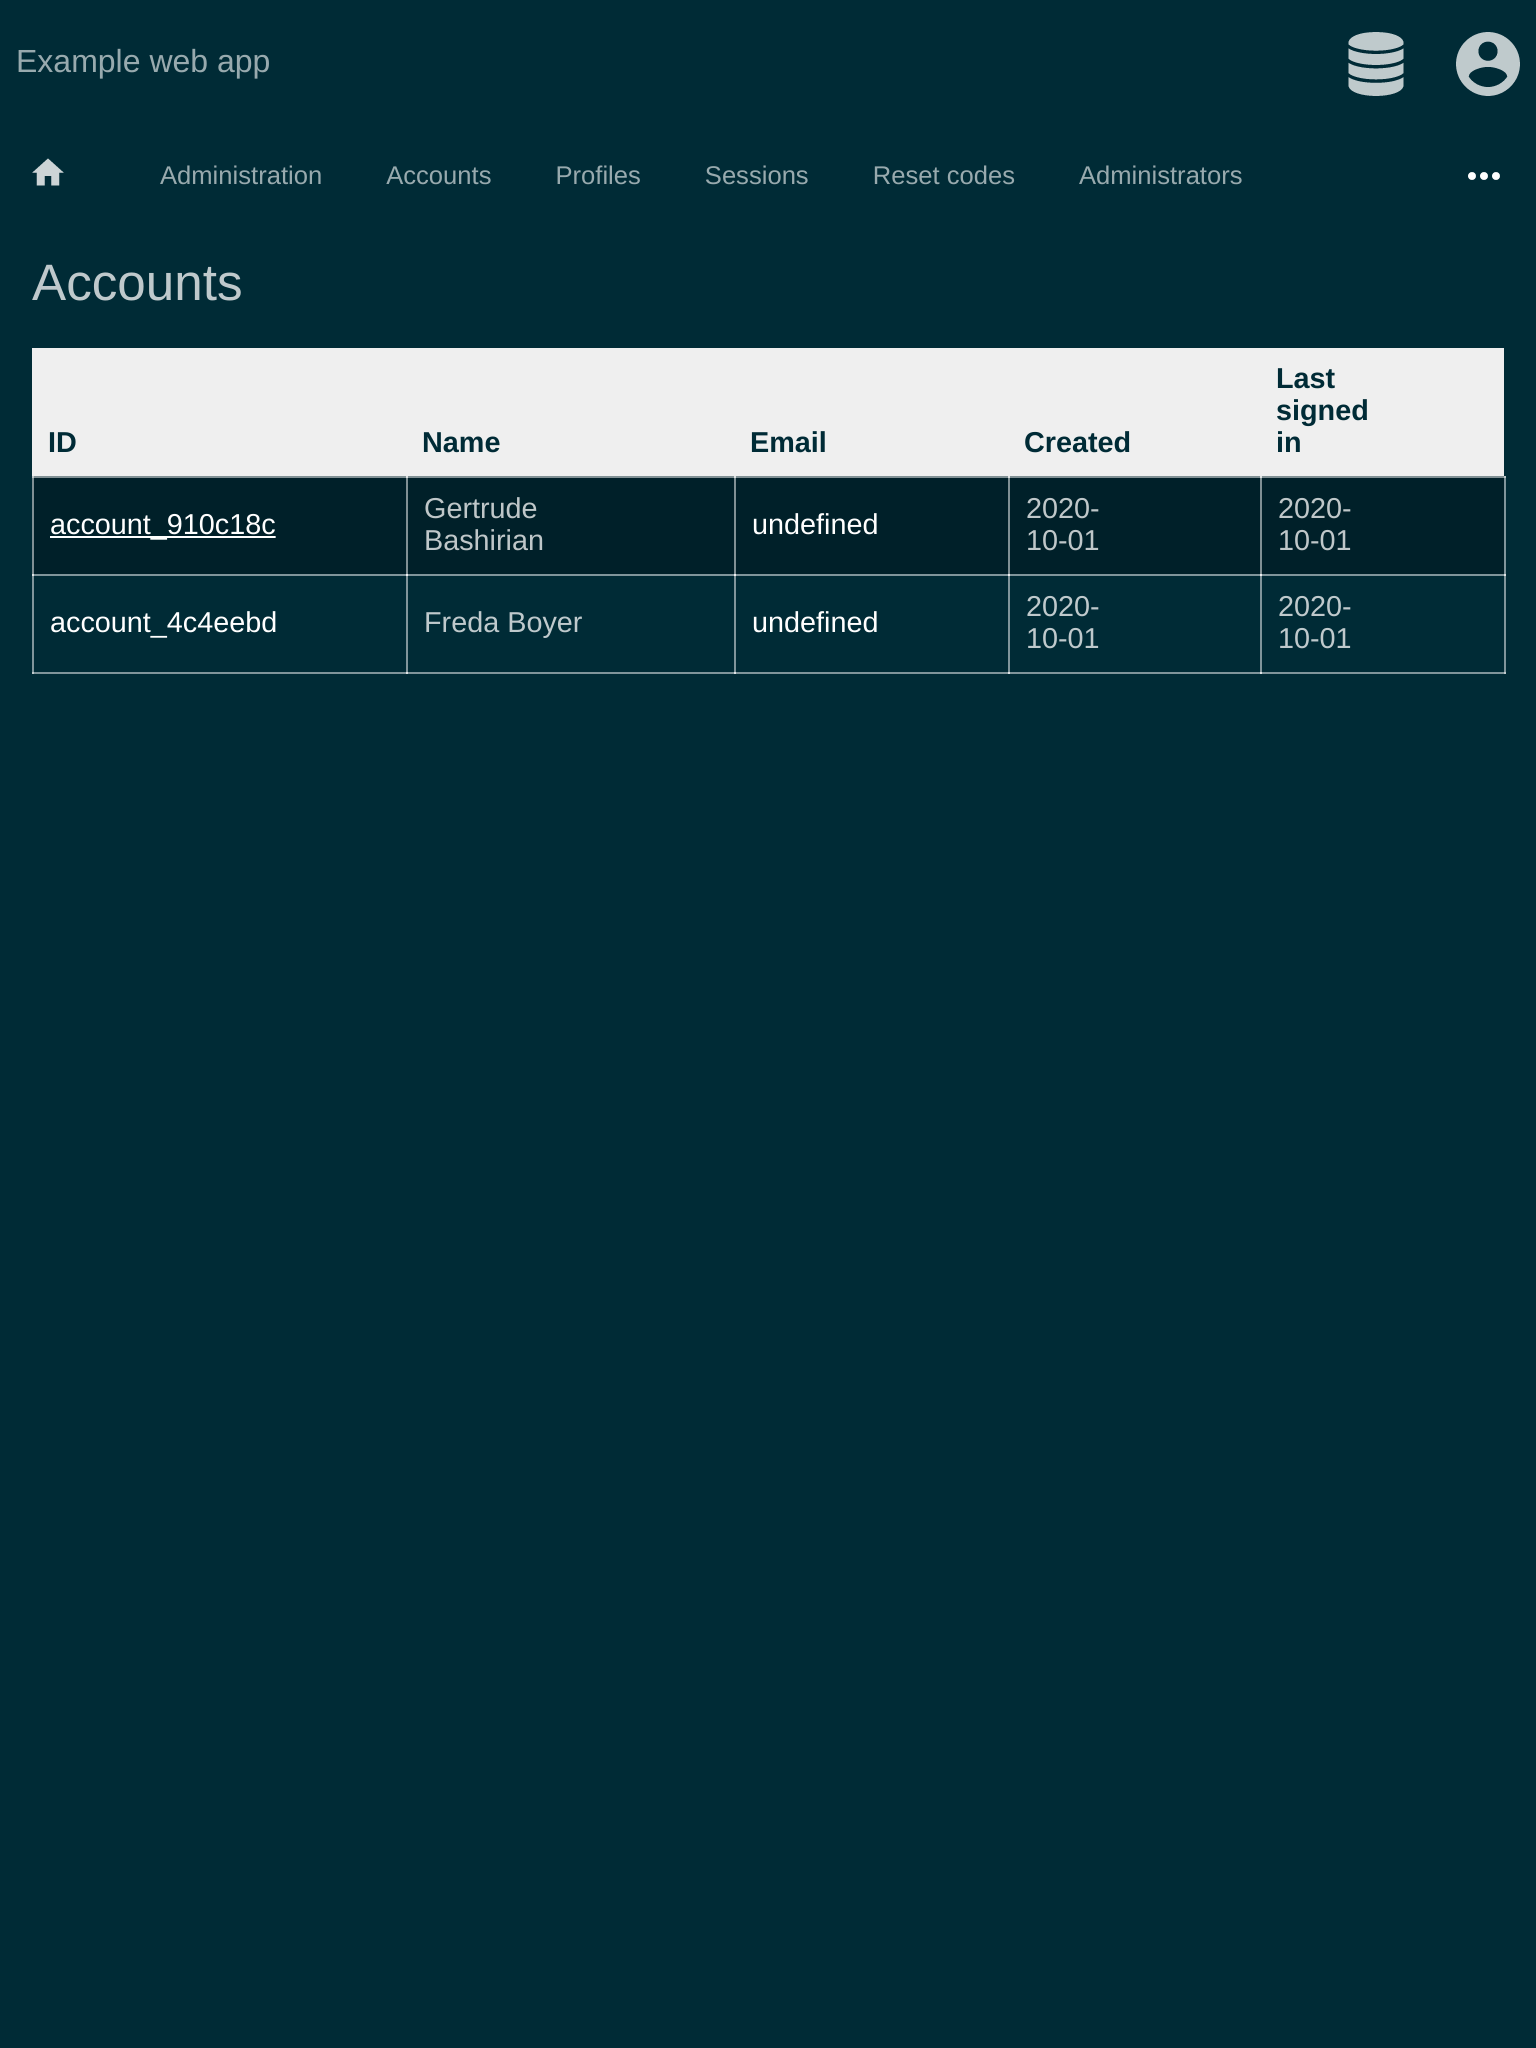 Example web app
Administration Accounts Profiles Sessions Reset codes Administrators
Accounts
ID Name Email Created Last signed in
account_910c18c Gertrude Bashirian undefined 2020-10-01 2020-10-01
account_4c4eebd Freda Boyer undefined 2020-10-01 2020-10-01